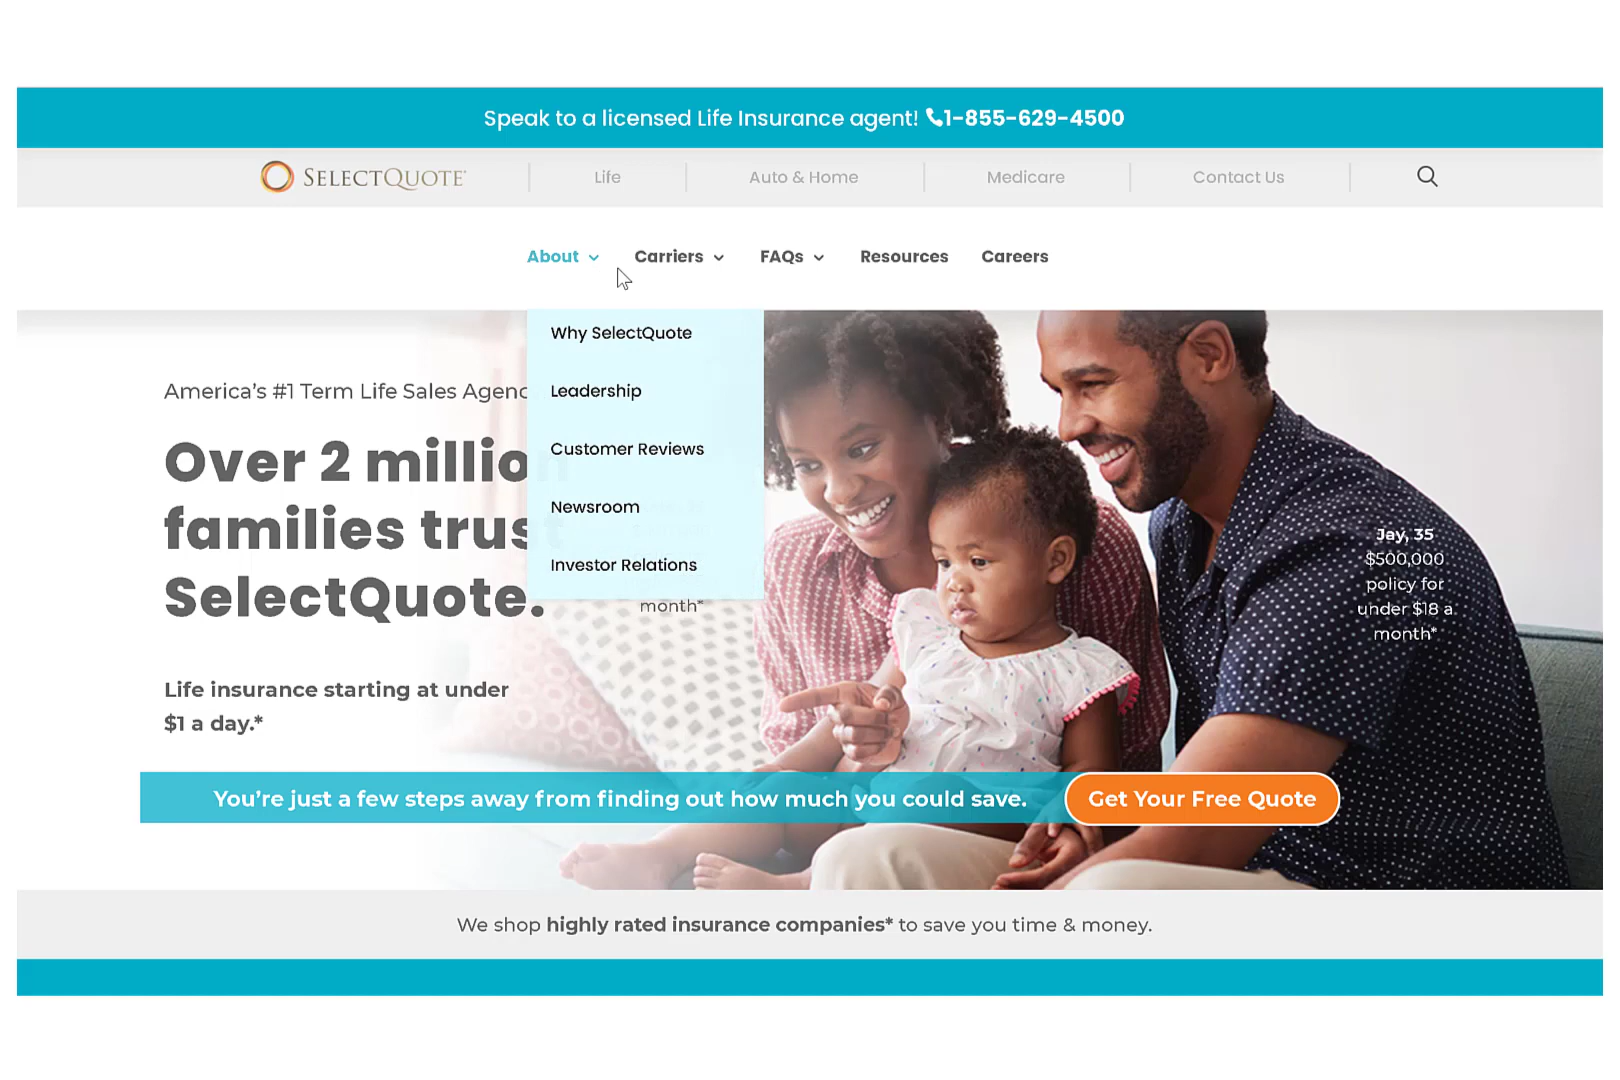 Speak to a licensed Life Insurance agent! 1-855-629-4500
SELECTQUOTE
Life
Auto & Home
Medicare
Contact Us
About
Carriers
FAQs
Resources
Careers
Why SelectQuote
Leadership
Customer Reviews
Newsroom
Investor Relations
America's #1 Term Life Sales
Over 2
families
SelectQuote.
month*
Life insurance starting at under
$1 a day.*
Jay, 35
$500,000
policy for
under $18 a
month*
You're just a few steps away from finding out how much you could save.
Get Your Free Quote
We shop highly rated insurance companies* to save you time & money.